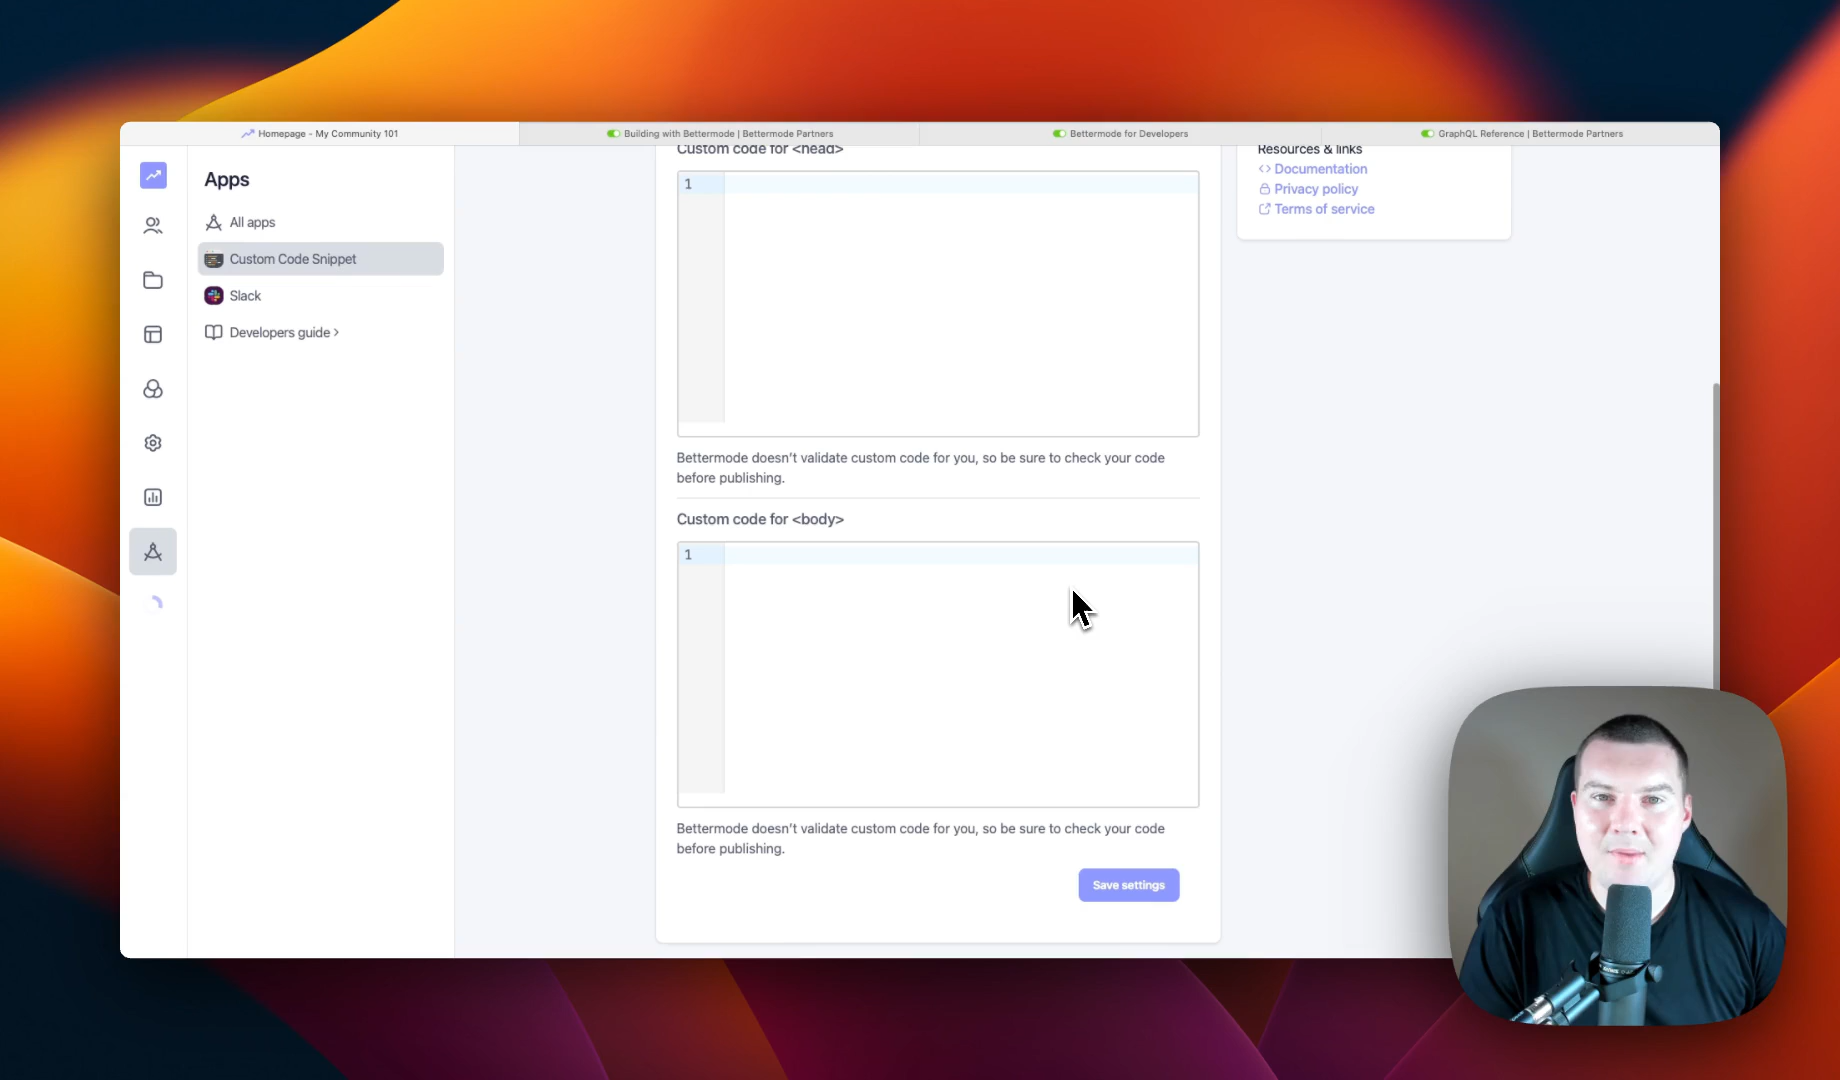 Homepage - My Community 101
Building with Bettermode | Bettermode Partners
Bettermode for Developers
GraphQL Reference | Bettermode Partners
Apps
All apps
Custom Code Snippet
Slack
Developers guide ›
Custom code for <head>
1
Bettermode doesn't validate custom code for you, so be sure to check your code
before publishing.
Custom code for <body>
1
Bettermode doesn't validate custom code for you, so be sure to check your code
before publishing.
Save settings
Resources & links
Documentation
Privacy policy
Terms of service